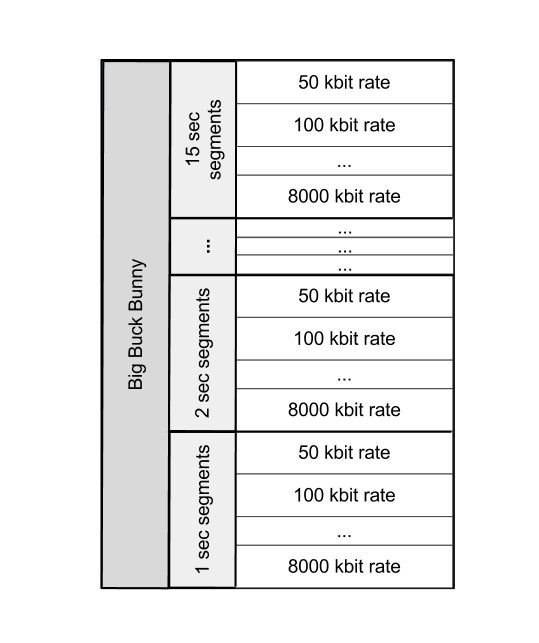 Big Buck Bunny
15 sec
segments
50 kbit rate
100 kbit rate
...
8000 kbit rate
...
...
...
...
2 sec segments
50 kbit rate
100 kbit rate
...
8000 kbit rate
1 sec segments
50 kbit rate
100 kbit rate
...
8000 kbit rate